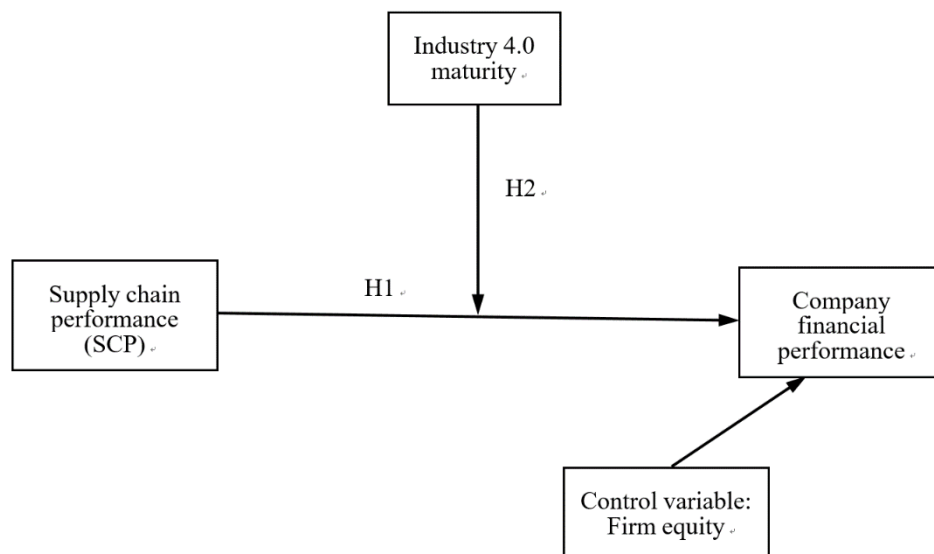 Industry 4.0
maturity
H2
H1
Supply chain
performance
(SCP)
Company
financial
performance
Control variable:
Firm equity